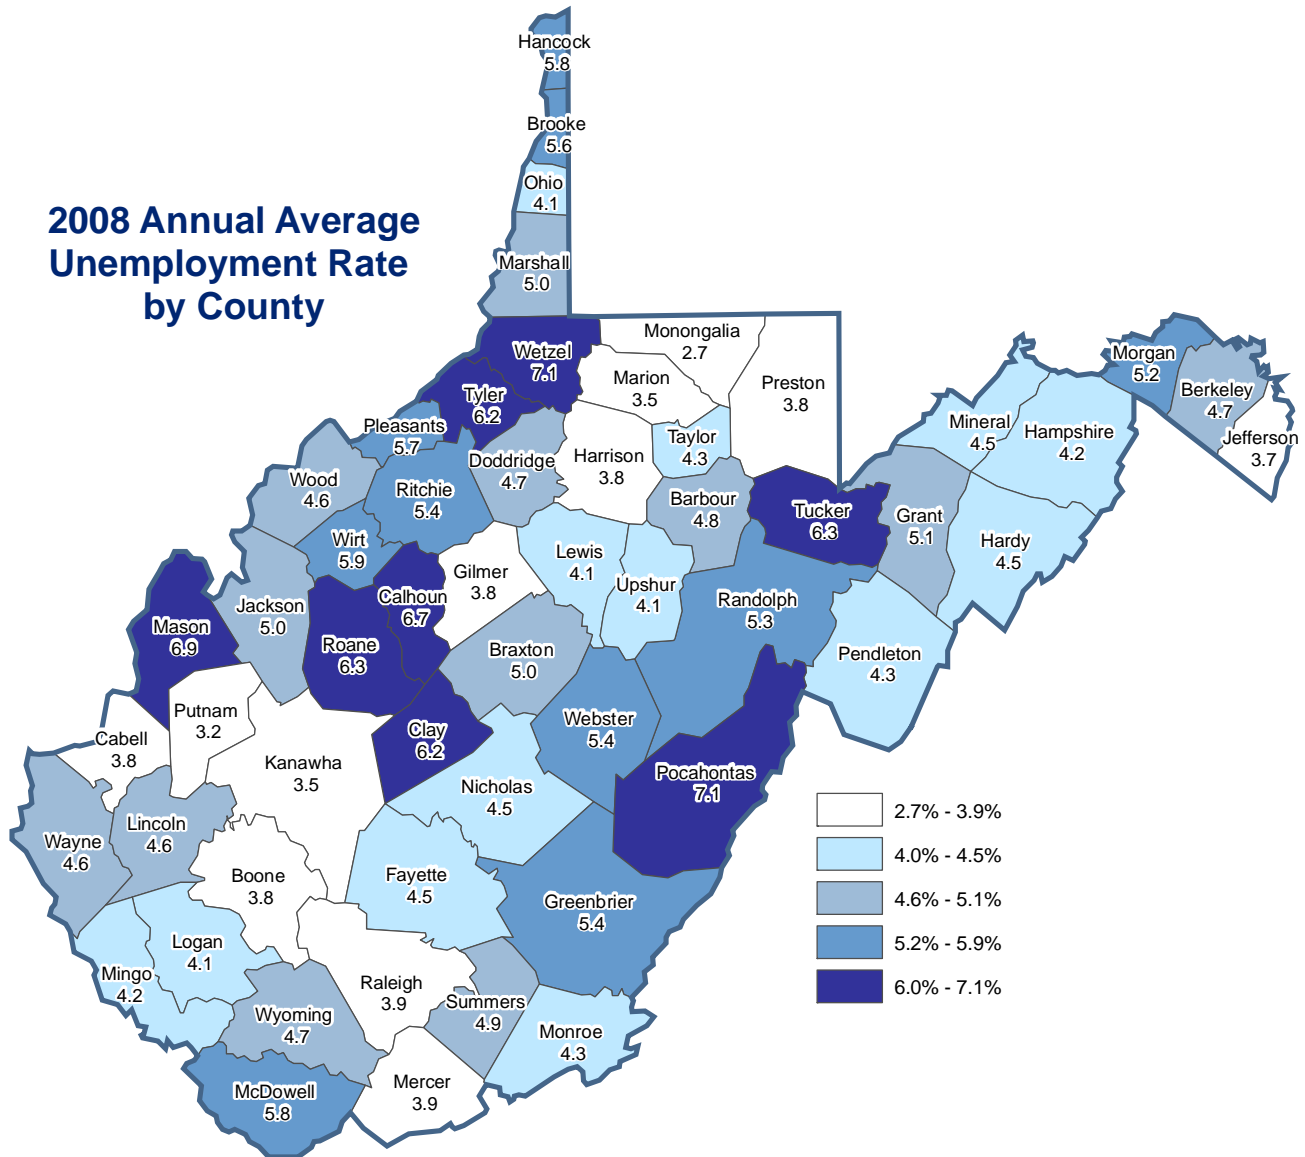 Hancock
5.8
Brooke
5.6
Ohio
4.1
2008 Annual Average
Unemployment Rate
by County
Marshall
5.0
Wetzel
7.1
Monongalia
2.7
Marion
3.5
Preston
3.8
Tyler
6.2
Pleasants
5.7
Taylor
4.3
Harrison
3.8
Doddridge
4.7
Morgan
5.2
Berkeley
4.7
Jefferson
3.7
Mineral
4.5
Hampshire
4.2
Wood
4.6
Ritchie
5.4
Barbour
4.8
Tucker
6.3
Grant
5.1
Hardy
4.5
Wirt
5.9
Lewis
4.1
Gilmer
3.8
Upshur
4.1
Calhoun
6.7
Jackson
5.0
Randolph
5.3
Mason
6.9
Roane
6.3
Braxton
5.0
Pendleton
4.3
Putnam
3.2
Cabell
3.8
Clay
6.2
Webster
5.4
Kanawha
3.5
Nicholas
4.5
Pocahontas
7.1
Lincoln
4.6
Wayne
4.6
Boone
3.8
Fayette
4.5
Greenbrier
5.4
Logan
4.1
Mingo
4.2
Raleigh
3.9
Summers
4.9
Wyoming
4.7
Monroe
4.3
McDowell
5.8
Mercer
3.9
2.7% - 3.9%
4.0% - 4.5%
4.6% - 5.1%
5.2% - 5.9%
6.0% - 7.1%